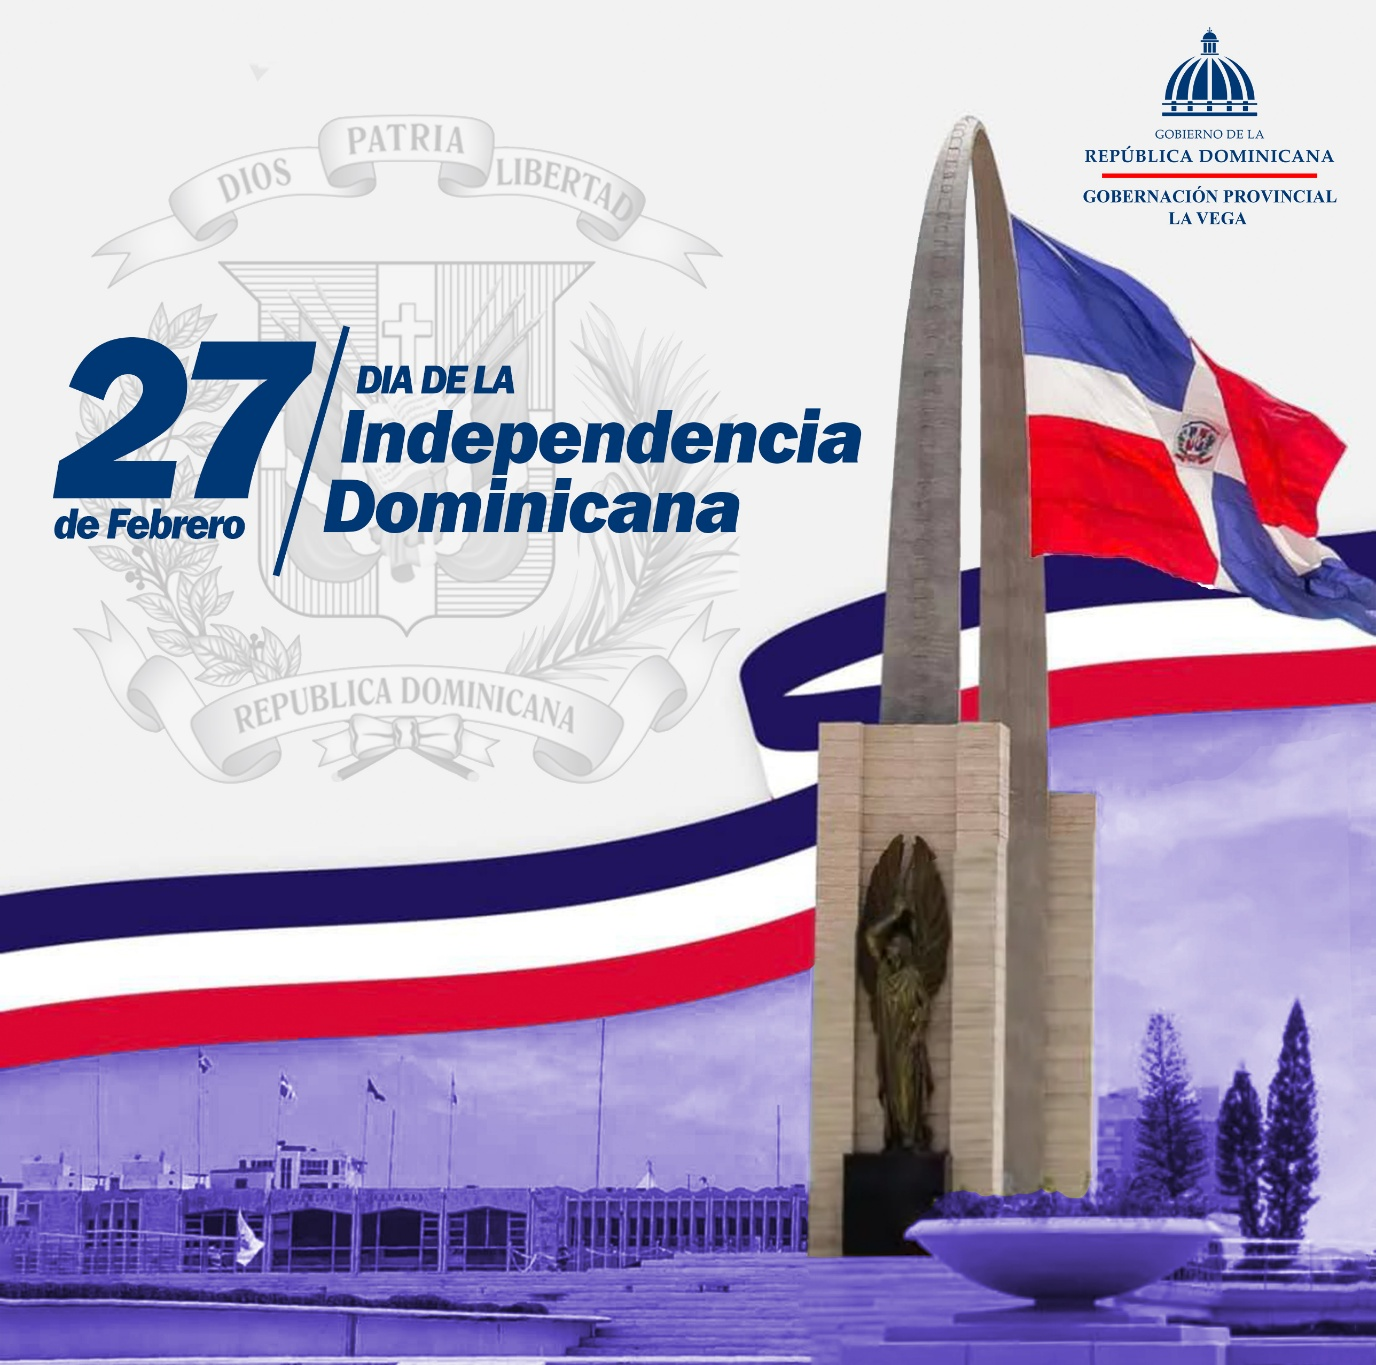 GOBIERNO DE LA
REPÚBLICA DOMINICANA
GOBERNACIÓN PROVINCIAL
LA VEGA
DIOS PATRIA LIBERTAD
27
de Febrero
DIA DE LA
Independencia
Dominicana
REPUBLICA DOMINICANA